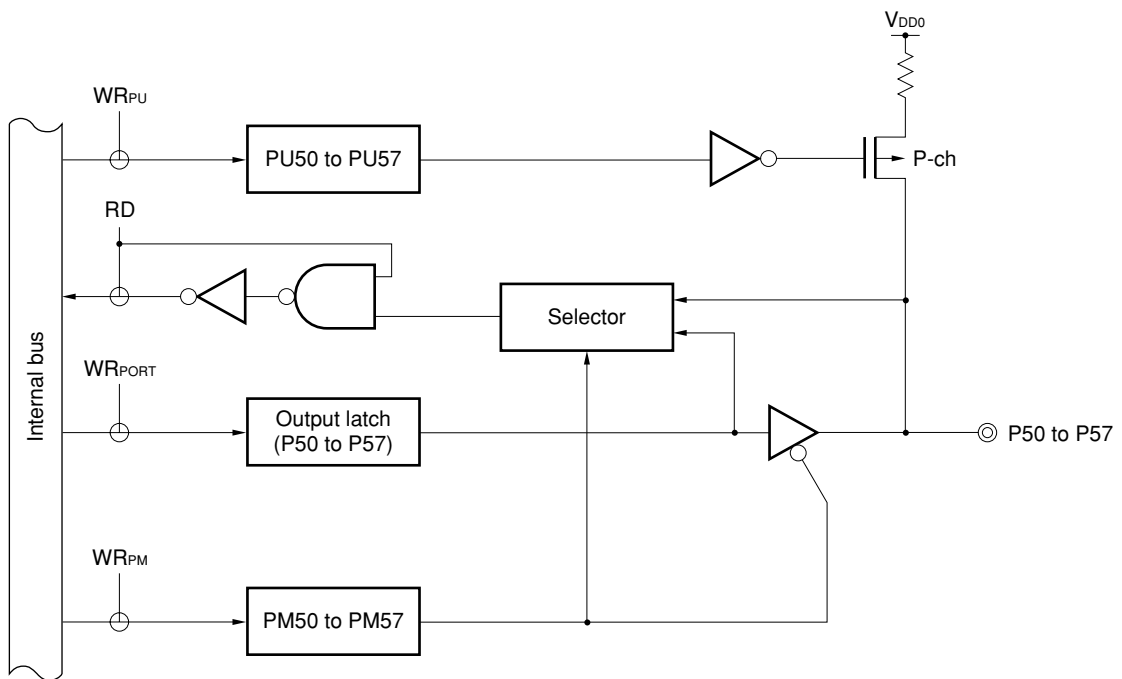 VDD0
WRPU
PU50 to PU57
P-ch
RD
Selector
Internal bus
WRPORT
Output latch
(P50 to P57)
P50 to P57
WRPM
PM50 to PM57